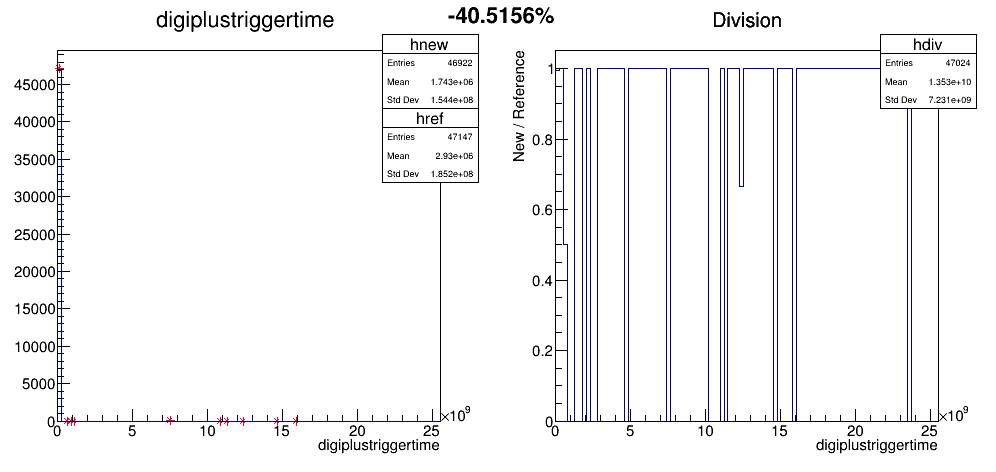 -40.5156%
digiplustriggertime
hnew
Entries 46922
Mean 1.743e+06
Std Dev 1.544e+08
href
Entries 47147
Mean 2.93e+06
Std Dev 1.852e+08
45000
40000
35000
30000
25000
20000
15000
10000
5000
0
0 5 10 15 20 25
×10⁹
digiplustriggertime
Division
hdiv
Entries 47024
Mean 1.353e+10
Std Dev 7.231e+09
New / Reference
1
0.8
0.6
0.4
0.2
0
0 5 10 15 20 25
×10⁹
digiplustriggertime